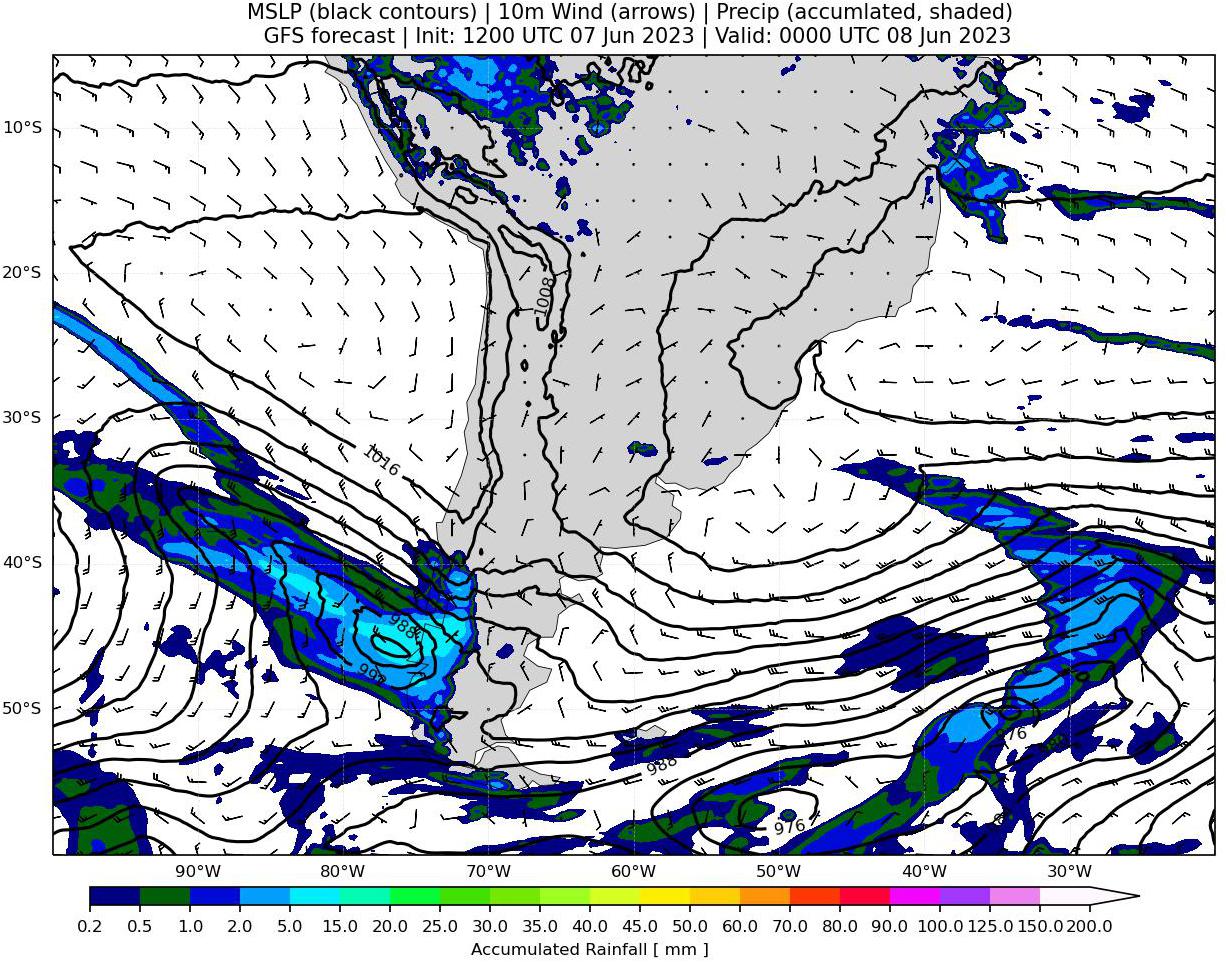 MSLP (black contours) | 10m Wind (arrows) | Precip (accumlated, shaded)
GFS forecast | Init: 1200 UTC 07 Jun 2023 | Valid: 0000 UTC 08 Jun 2023
10°S
20°S
1008
30°S
1016
40°S
988
992
50°S
976
988
976
90°W 80°W 70°W 60°W 50°W 40°W 30°W
0.2 0.5 1.0 2.0 5.0 10.0 15.0 20.0 25.0 30.0 35.0 40.0 45.0 50.0 60.0 70.0 80.0 90.0 100.0 125.0 150.0 200.0
Accumulated Rainfall [ mm ]